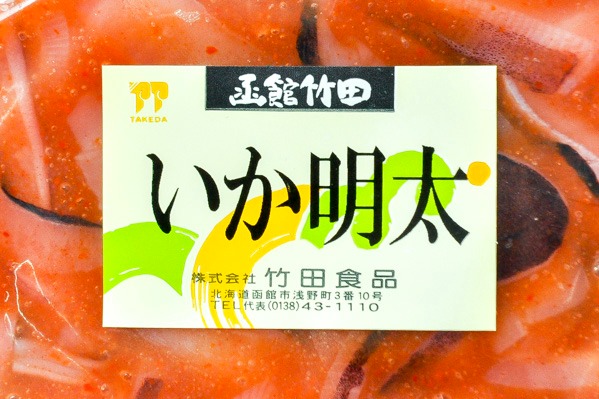 函館竹田
TAKEDA
いか明太
株式会社 竹田食品
北海道函館市浅野町3番10号
TEL代表(0138)43-1110